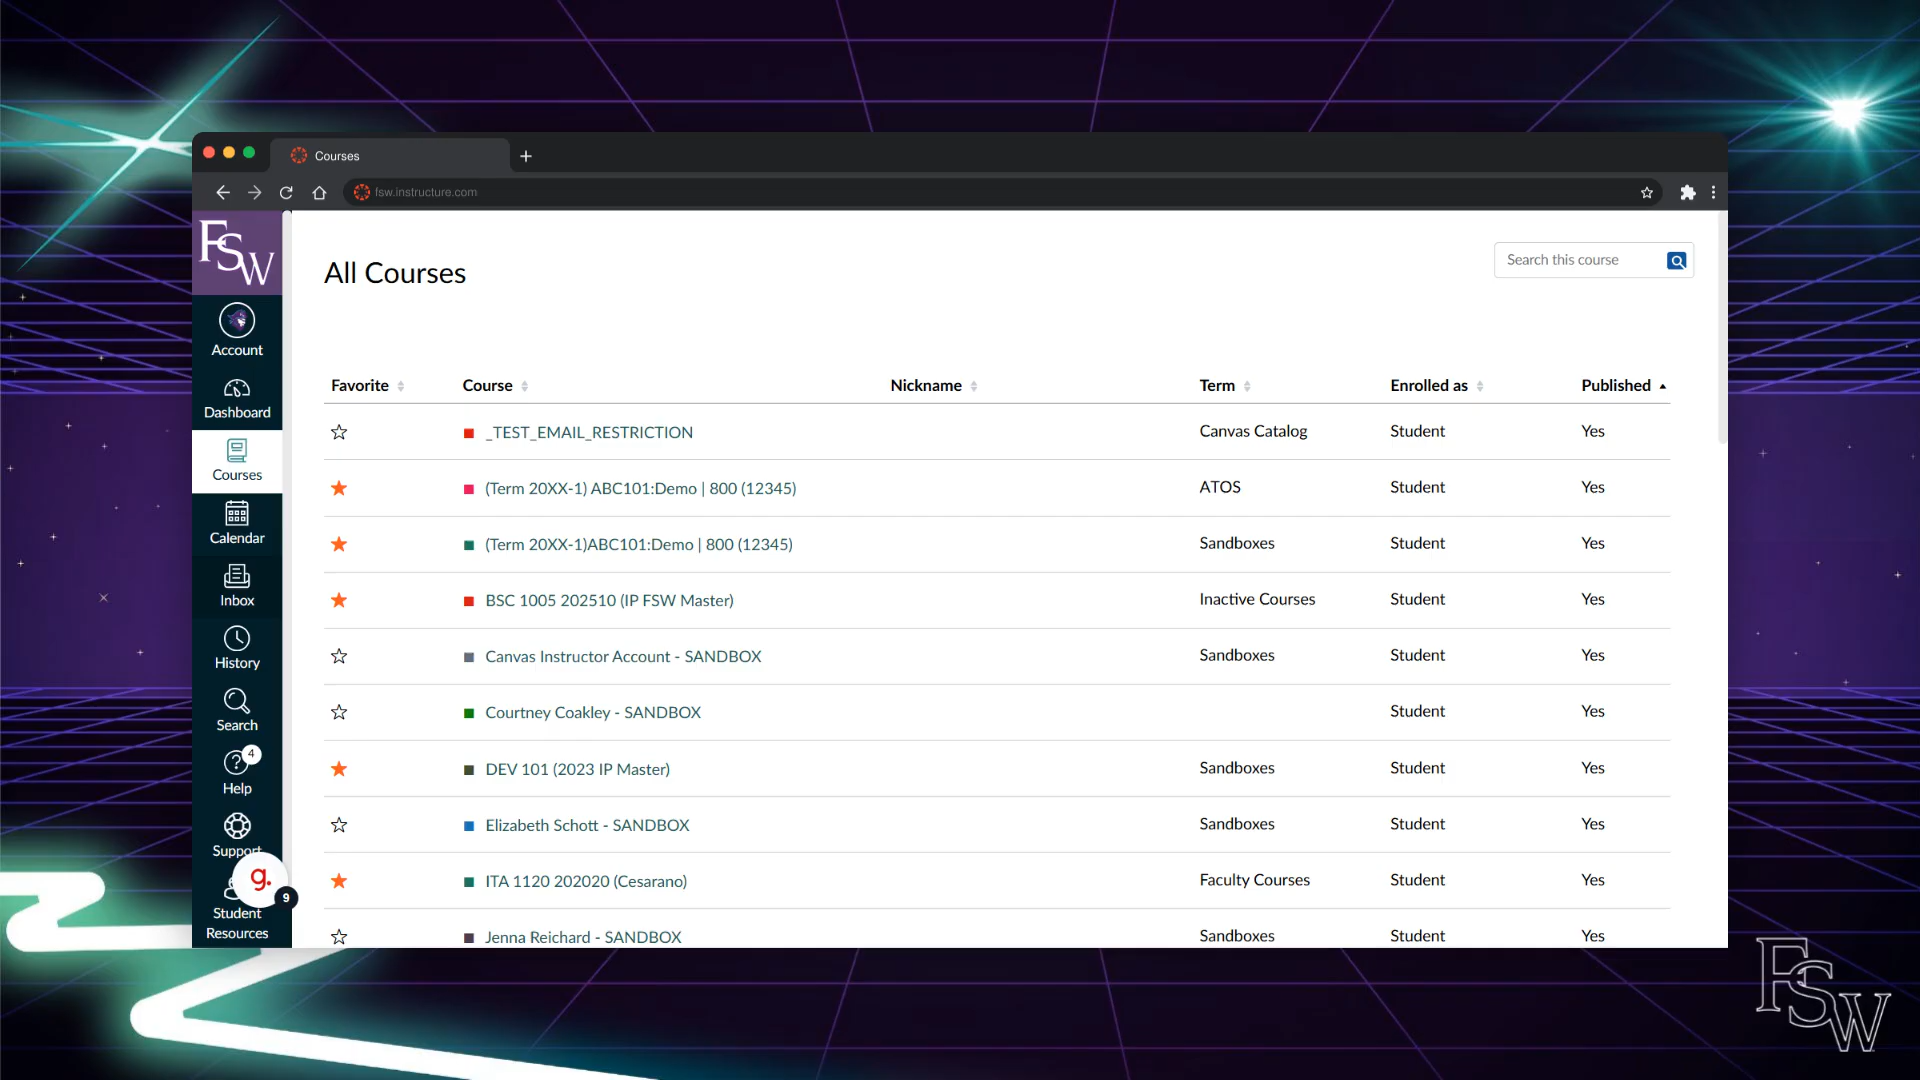 Courses
fsw.instructure.com
FSW
Account
Dashboard
Courses
Calendar
Inbox
History
Search
4
Help
Support
g.
9
Student
Resources
All Courses
Search this course
Favorite Course Nickname Term Enrolled as Published
_TEST_EMAIL_RESTRICTION Canvas Catalog Student Yes
(Term 20XX-1) ABC101:Demo | 800 (12345) ATOS Student Yes
(Term 20XX-1)ABC101:Demo | 800 (12345) Sandboxes Student Yes
BSC 1005 202510 (IP FSW Master) Inactive Courses Student Yes
Canvas Instructor Account - SANDBOX Sandboxes Student Yes
Courtney Coakley - SANDBOX Student Yes
DEV 101 (2023 IP Master) Sandboxes Student Yes
Elizabeth Schott - SANDBOX Sandboxes Student Yes
ITA 1120 202020 (Cesarano) Faculty Courses Student Yes
Jenna Reichard - SANDBOX Sandboxes Student Yes
FSW